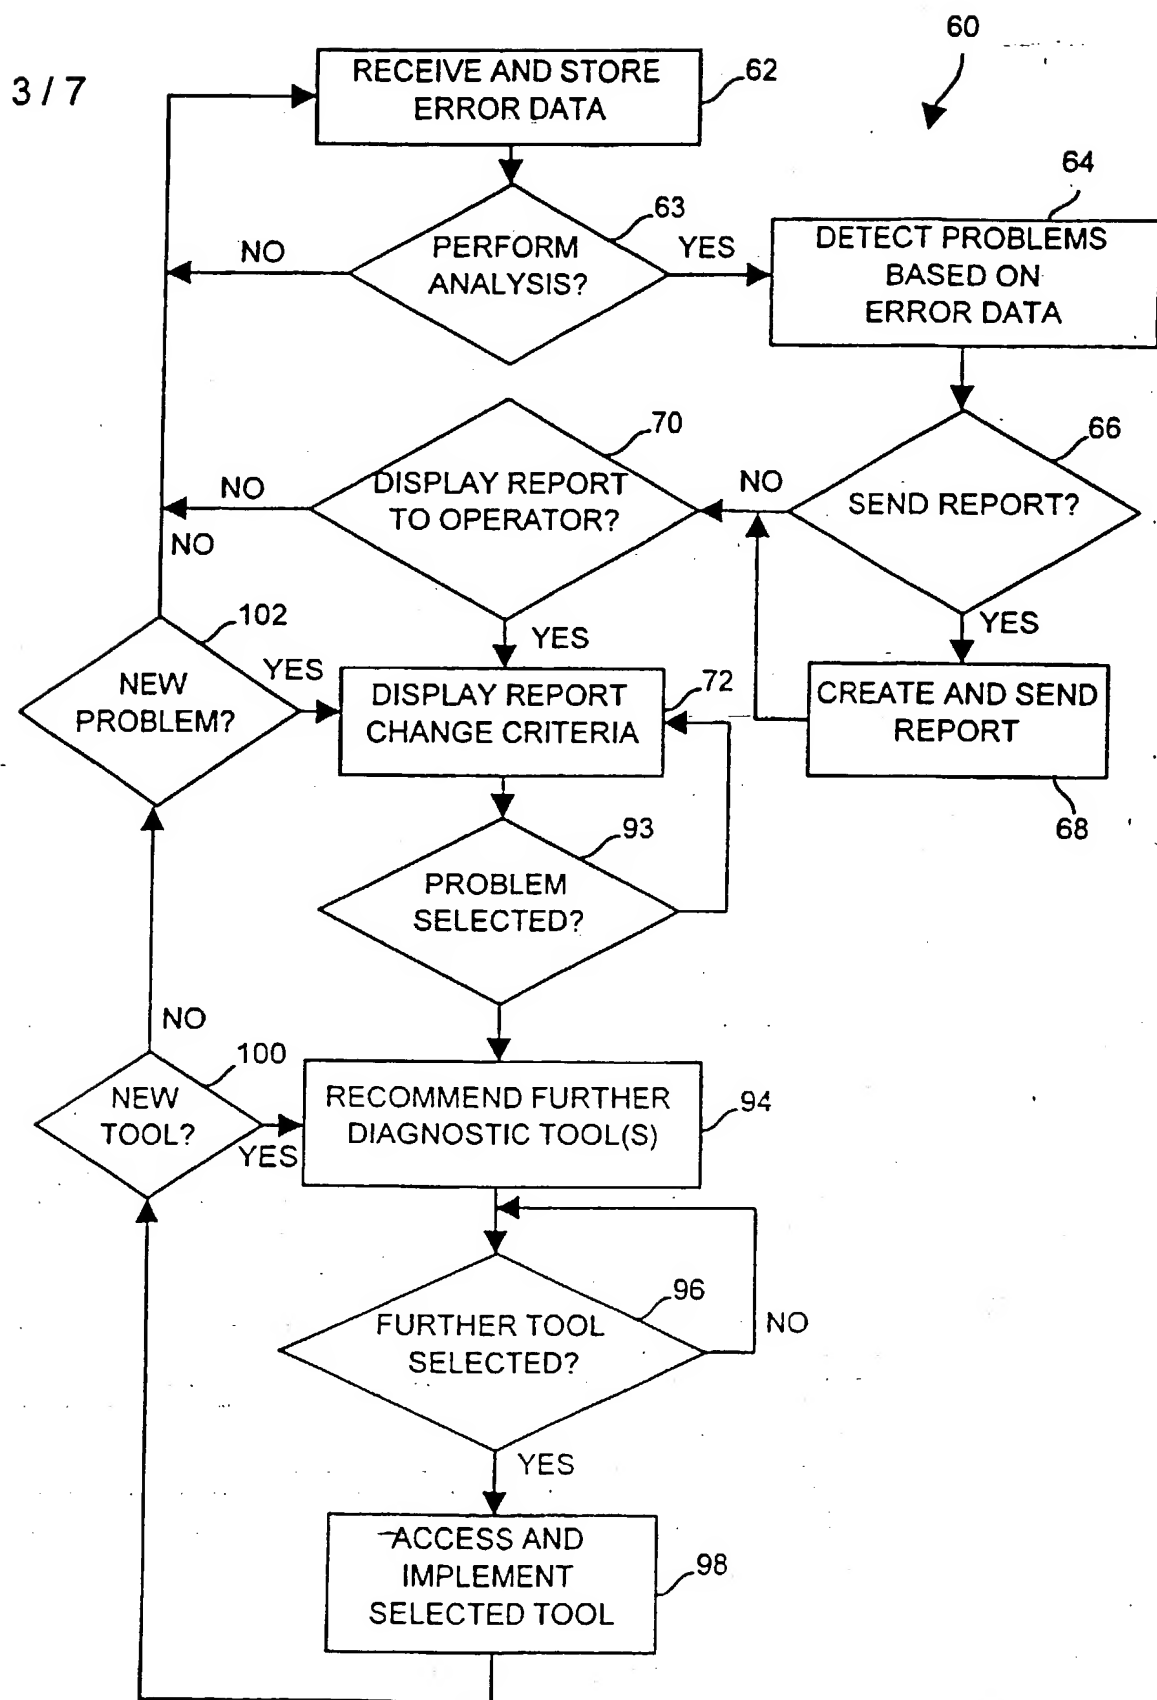 60
3 / 7
RECEIVE AND STORE
ERROR DATA
62
64
63
NO
PERFORM
ANALYSIS?
YES
DETECT PROBLEMS
BASED ON
ERROR DATA
70
66
NO
DISPLAY REPORT
TO OPERATOR?
NO
SEND REPORT?
NO
102
YES
YES
NEW
PROBLEM?
YES
DISPLAY REPORT
CHANGE CRITERIA
72
CREATE AND SEND
REPORT
68
93
PROBLEM
SELECTED?
NO
100
NEW
TOOL?
YES
RECOMMEND FURTHER
DIAGNOSTIC TOOL(S)
94
96
FURTHER TOOL
SELECTED?
NO
YES
ACCESS AND
IMPLEMENT
SELECTED TOOL
98